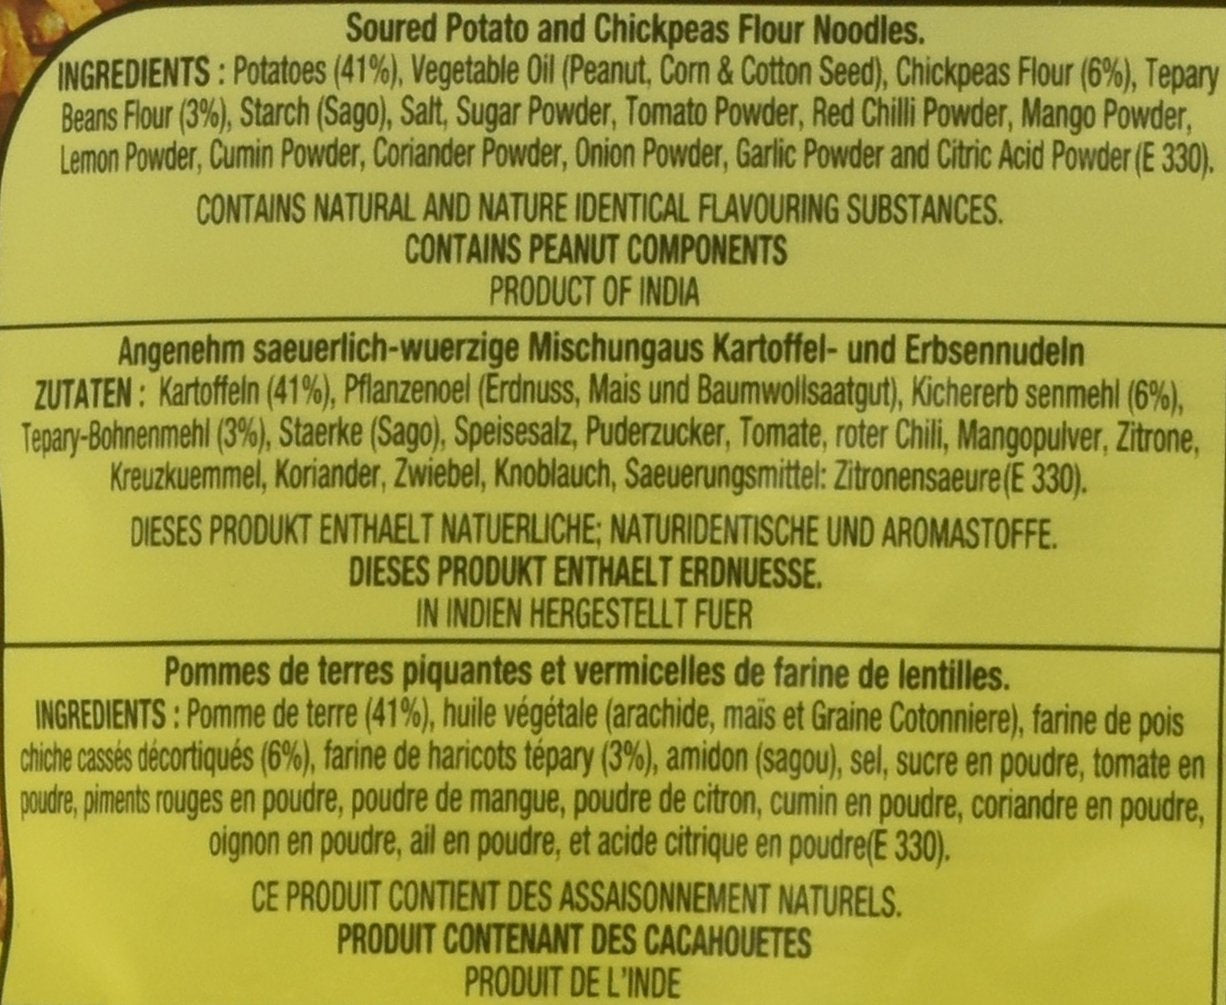 Soured Potato and Chickpeas Flour Noodles.
INGREDIENTS : Potatoes (41%), Vegetable Oil (Peanut, Corn & Cotton Seed), Chickpeas Flour (6%), Tepary
Beans Flour (3%), Starch (Sago), Salt, Sugar Powder, Tomato Powder, Red Chilli Powder, Mango Powder,
Lemon Powder, Cumin Powder, Coriander Powder, Onion Powder, Garlic Powder and Citric Acid Powder (E 330).
CONTAINS NATURAL AND NATURE IDENTICAL FLAVOURING SUBSTANCES.
CONTAINS PEANUT COMPONENTS
PRODUCT OF INDIA
Angenehm saeuerlich-wuerzige Mischungaus Kartoffel- und Erbsennudeln
ZUTATEN : Kartoffeln (41%), Pflanzenoel (Erdnuss, Mais und Baumwollsaatgut), Kichererb senmehl (6%),
Tepary-Bohnenmehl (3%), Staerke (Sago), Speisesalz, Puderzucker, Tomate, roter Chili, Mangopulver, Zitrone,
Kreuzkuemmel, Koriander, Zwiebel, Knoblauch, Saeuerungsmittel: Zitronensaeure(E 330).
DIESES PRODUKT ENTHAELT NATUERLICHE; NATURIDENTISCHE UND AROMASTOFFE.
DIESES PRODUKT ENTHAELT ERDNUESSE.
IN INDIEN HERGESTELLT FUER
Pommes de terres piquantes et vermicelles de farine de lentilles.
INGREDIENTS : Pomme de terre (41%), huile végétale (arachide, maïs et Graine Cotonniere), farine de pois
chiche cassés décortiqués (6%), farine de haricots tépary (3%), amidon (sagou), sel, sucre en poudre, tomate en
poudre, piments rouges en poudre, poudre de mangue, poudre de citron, cumin en poudre, coriandre en poudre,
oignon en poudre, ail en poudre, et acide citrique en poudre(E 330).
CE PRODUIT CONTIENT DES ASSAISONNEMENT NATURELS.
PRODUIT CONTENANT DES CACAHOUETES
PRODUIT DE L'INDE